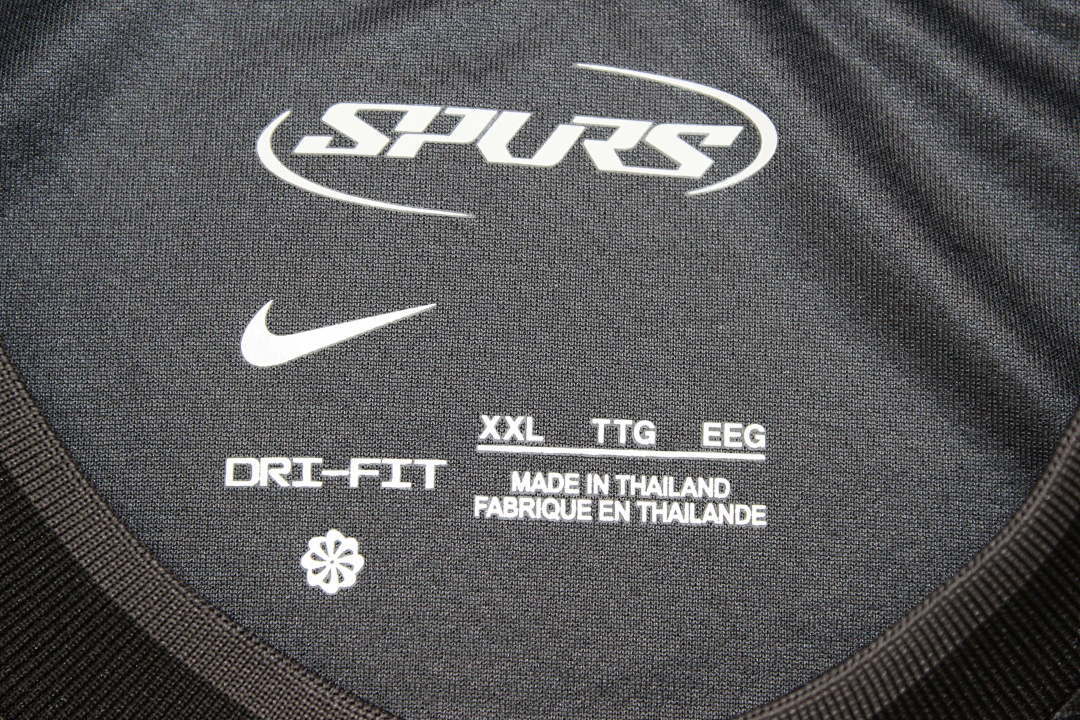 SPURS
XXL TTG EEG
DRI-FIT
MADE IN THAILAND
FABRIQUE EN THAILANDE